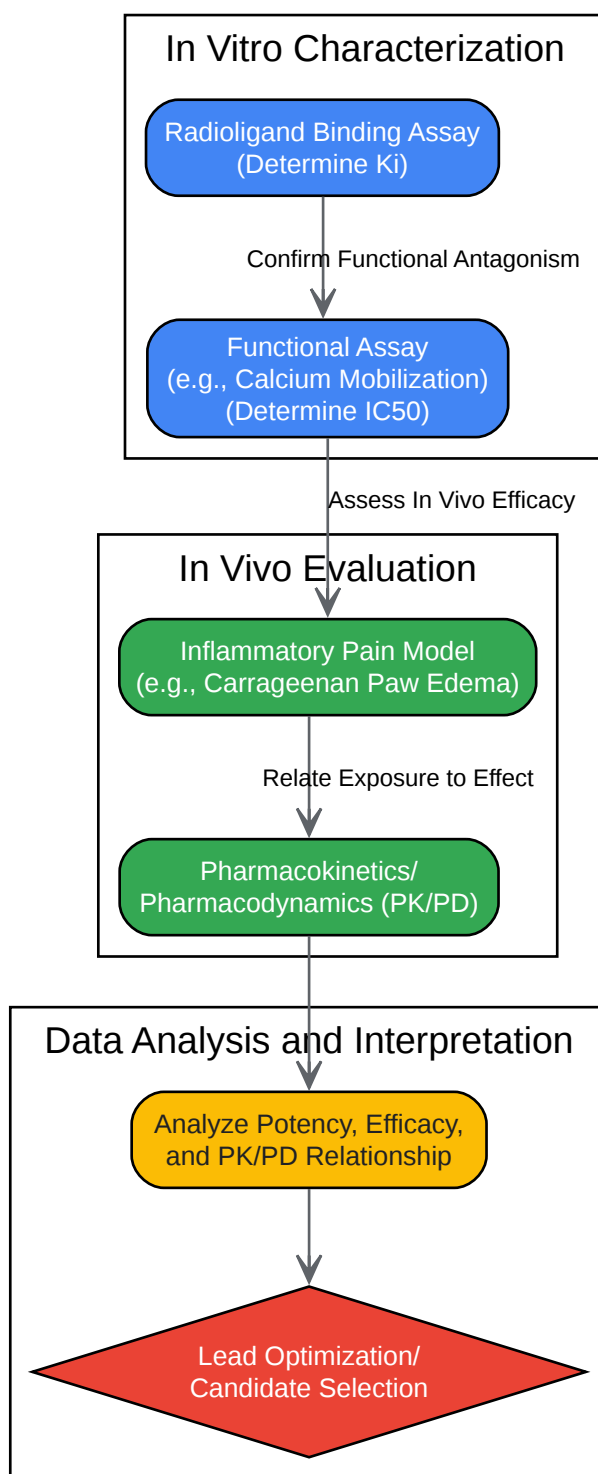 In Vitro Characterization
Radioligand Binding Assay
(Determine Ki)
Confirm Functional Antagonism
Functional Assay
(e.g., Calcium Mobilization)
(Determine IC50)
Assess In Vivo Efficacy
In Vivo Evaluation
Inflammatory Pain Model
(e.g., Carrageenan Paw Edema)
Relate Exposure to Effect
Pharmacokinetics/
Pharmacodynamics (PK/PD)
Data Analysis and Interpretation
Analyze Potency, Efficacy,
and PK/PD Relationship
Lead Optimization/
Candidate Selection